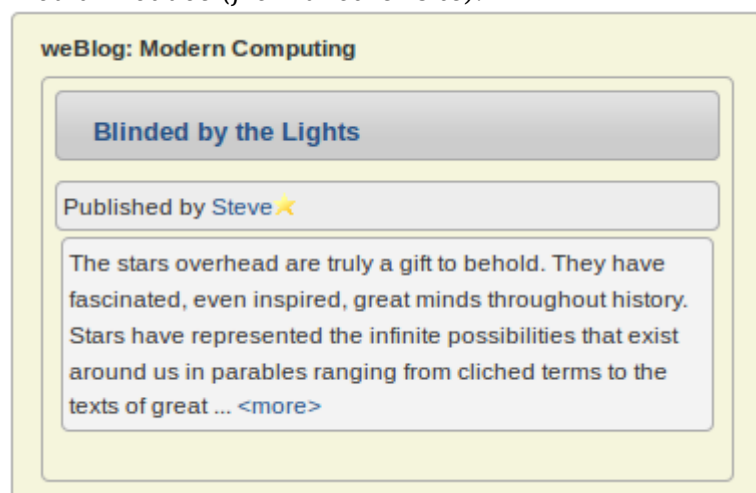 weBlog: Modern Computing
Blinded by the Lights
Published by Steve
The stars overhead are truly a gift to behold. They have
fascinated, even inspired, great minds throughout history.
Stars have represented the infinite possibilities that exist
around us in parables ranging from cliched terms to the
texts of great ... <more>